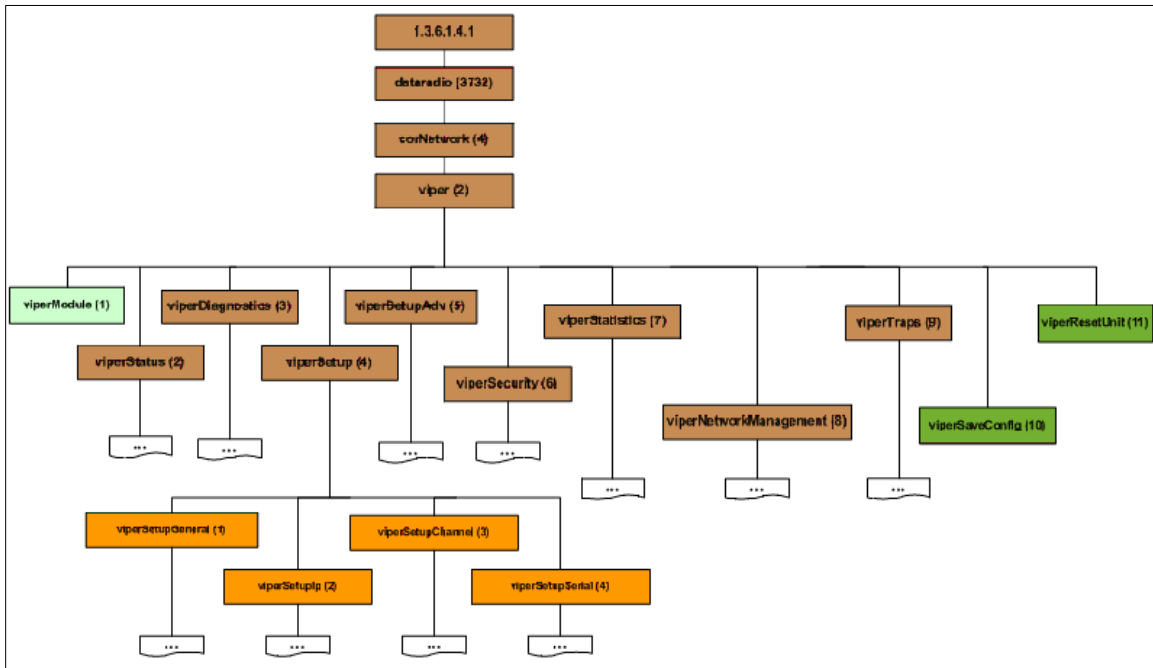 1.3.6.1.4.1
dataradio (3732)
corNetwork (4)
viper (2)
viperModule (1)
viperStatus (2)
viperDiagnostics (3)
viperSetup (4)
viperSetupAdv (5)
viperSecurity (6)
viperStatistics (7)
viperNetworkManagement (8)
viperTraps (9)
viperSaveConfig (10)
viperResetUnit (11)
...
...
...
...
...
...
...
viperSetupGeneral (1)
viperSetupIp (2)
viperSetupChannel (3)
viperSetupSerial (4)
...
...
...
...